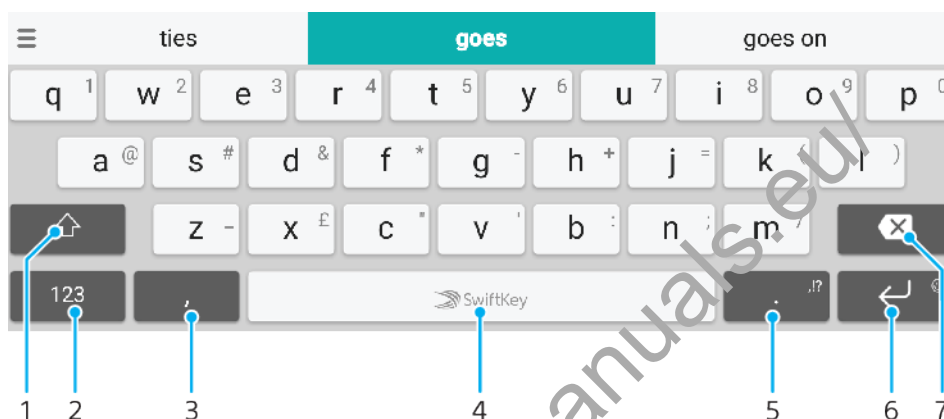 ties goes goes on
q 1 w 2 e 3 r 4 t 5 y 6 u 7 i 8 o 9 p 0
a @ s # d & f * g - h + j = k ( l )
z _ x £ c " v ' b : n ; m /
123 , SwiftKey . ,!?
1 2 3 4 5 6 7
anuals.eu/